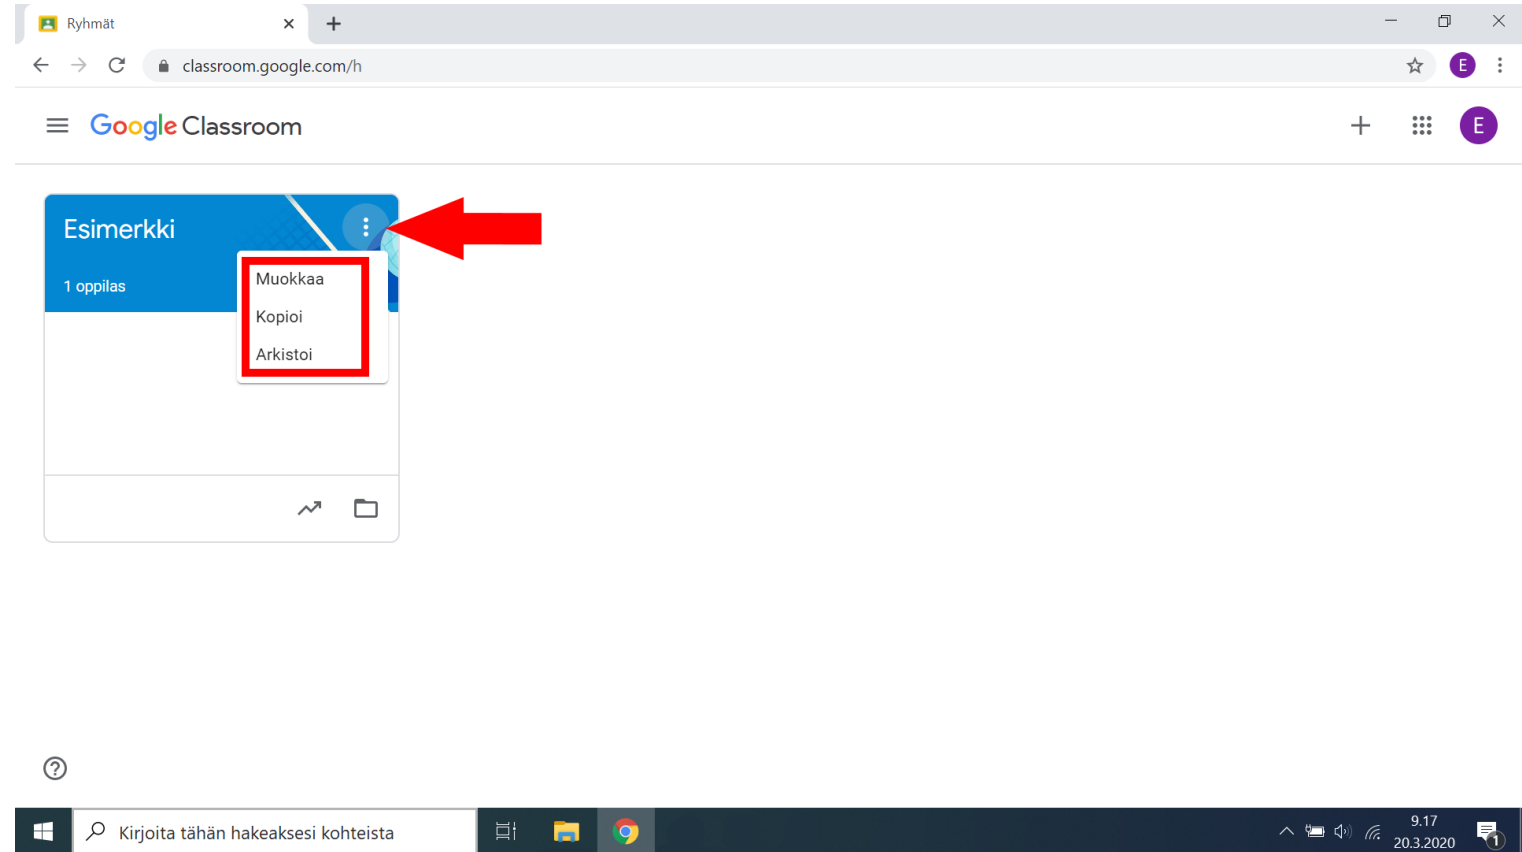 Ryhmät
classroom.google.com/h
E
Google Classroom
E
Esimerkki
1 oppilas
Muokkaa
Kopioi
Arkistoi
Kirjoita tähän hakeaksesi kohteista
9.17
20.3.2020
1